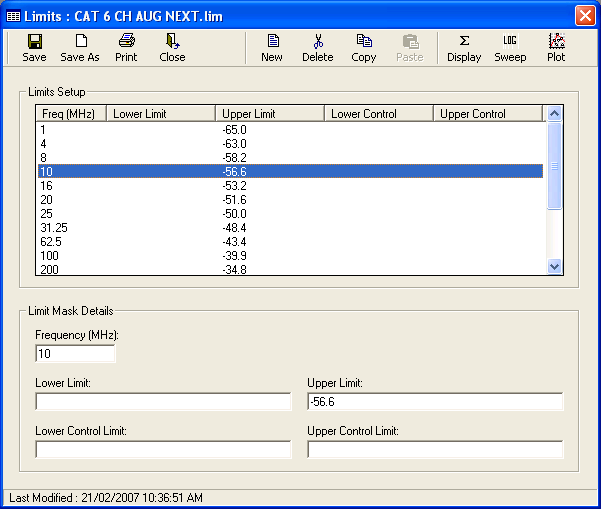 Limits : CAT 6 CH AUG NEXT.lim
Save Save As Print Close New Delete Copy Paste Σ Display LOG Sweep Plot
Limits Setup
Freq (MHz) Lower Limit Upper Limit Lower Control Upper Control
1 -65.0
4 -63.0
8 -58.2
10 -56.6
16 -53.2
20 -51.6
25 -50.0
31.25 -48.4
62.5 -43.4
100 -39.9
200 -34.8
Limit Mask Details
Frequency (MHz):
10
Lower Limit: Upper Limit:
-56.6
Lower Control Limit: Upper Control Limit:
Last Modified : 21/02/2007 10:36:51 AM